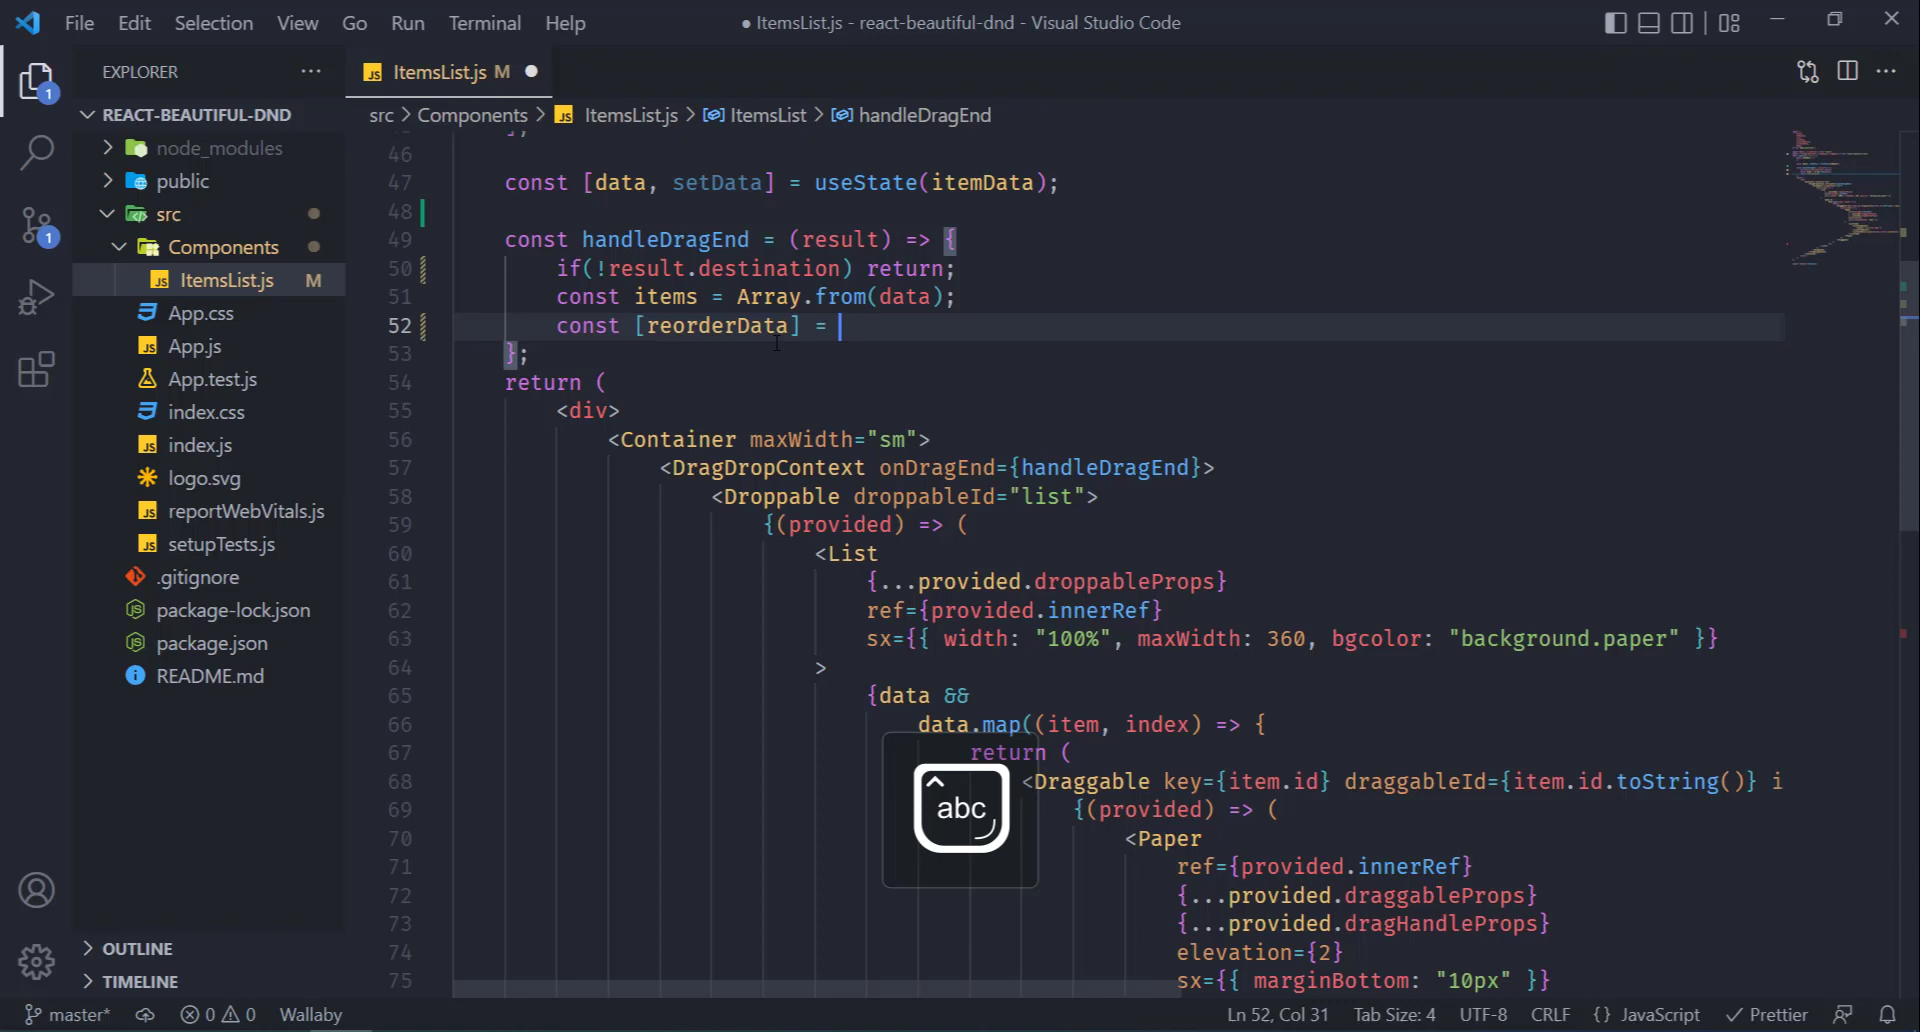 File Edit Selection View Go Run Terminal Help
● ItemsList.js - react-beautiful-dnd - Visual Studio Code
EXPLORER
ItemsList.js M
1
REACT-BEAUTIFUL-DND
src > Components > ItemsList.js > ItemsList > handleDragEnd
node_modules
public
src
Components
ItemsList.js M
App.css
App.js
App.test.js
index.css
index.js
logo.svg
reportWebVitals.js
setupTests.js
.gitignore
package-lock.json
package.json
README.md
1
OUTLINE
TIMELINE
46
47 const [data, setData] = useState(itemData);
48
49 const handleDragEnd = (result) => {
50 if(!result.destination) return;
51 const items = Array.from(data);
52 const [reorderData] =
53 };
54 return (
55 <div>
56 <Container maxWidth="sm">
57 <DragDropContext onDragEnd={handleDragEnd}>
58 <Droppable droppableId="list">
59 {(provided) => (
60 <List
61 {...provided.droppableProps}
62 ref={provided.innerRef}
63 sx={{ width: "100%", maxWidth: 360, bgcolor: "background.paper" }}
64 >
65 {data &&
66 data.map((item, index) => {
67 return (
68 <Draggable key={item.id} draggableId={item.id.toString()} i
69 {(provided) => (
70 <Paper
71 ref={provided.innerRef}
72 {...provided.draggableProps}
73 {...provided.dragHandleProps}
74 elevation={2}
75 sx={{ marginBottom: "10px" }}
abc
master* 0 0 Wallaby
Ln 52, Col 31 Tab Size: 4 UTF-8 CRLF {} JavaScript Prettier